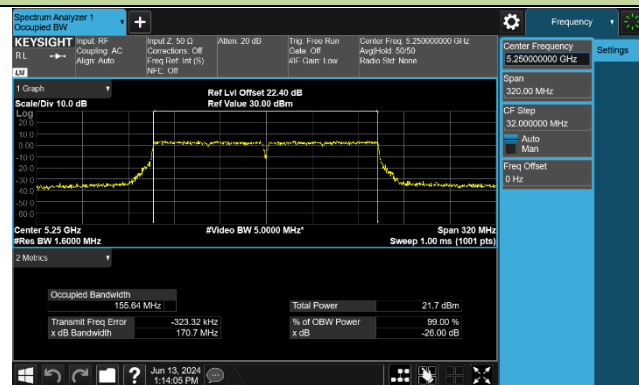 Spectrum Analyzer 1
Occupied BW
Frequency
KEYSIGHT
Input: RF
Coupling: AC
Align: Auto
Input Z: 50 Ω
Corrections: Off
Freq Ref: Int (S)
NFE: Off
Atten: 20 dB
Trig: Free Run
Gate: Off
#IF Gain: Low
Center Freq: 5.250000000 GHz
Avg|Hold: 50/50
Radio Std: None
R L
LXI
Center Frequency
5.250000000 GHz
Settings
Span
320.00 MHz
CF Step
32.000000 MHz
Auto
Man
Freq Offset
0 Hz
1 Graph
Scale/Div 10.0 dB
Ref Lvl Offset 22.40 dB
Ref Value 30.00 dBm
Log
20.0
10.0
0.00
-10.0
-20.0
-30.0
-40.0
-50.0
-60.0
Center 5.25 GHz
#Res BW 1.6000 MHz
#Video BW 5.0000 MHz*
Span 320 MHz
Sweep 1.00 ms (1001 pts)
2 Metrics
Occupied Bandwidth
155.64 MHz
Total Power
21.7 dBm
Transmit Freq Error
-323.32 kHz
% of OBW Power
99.00 %
x dB Bandwidth
170.7 MHz
x dB
-26.00 dB
?
Jun 13, 2024
1:14:05 PM